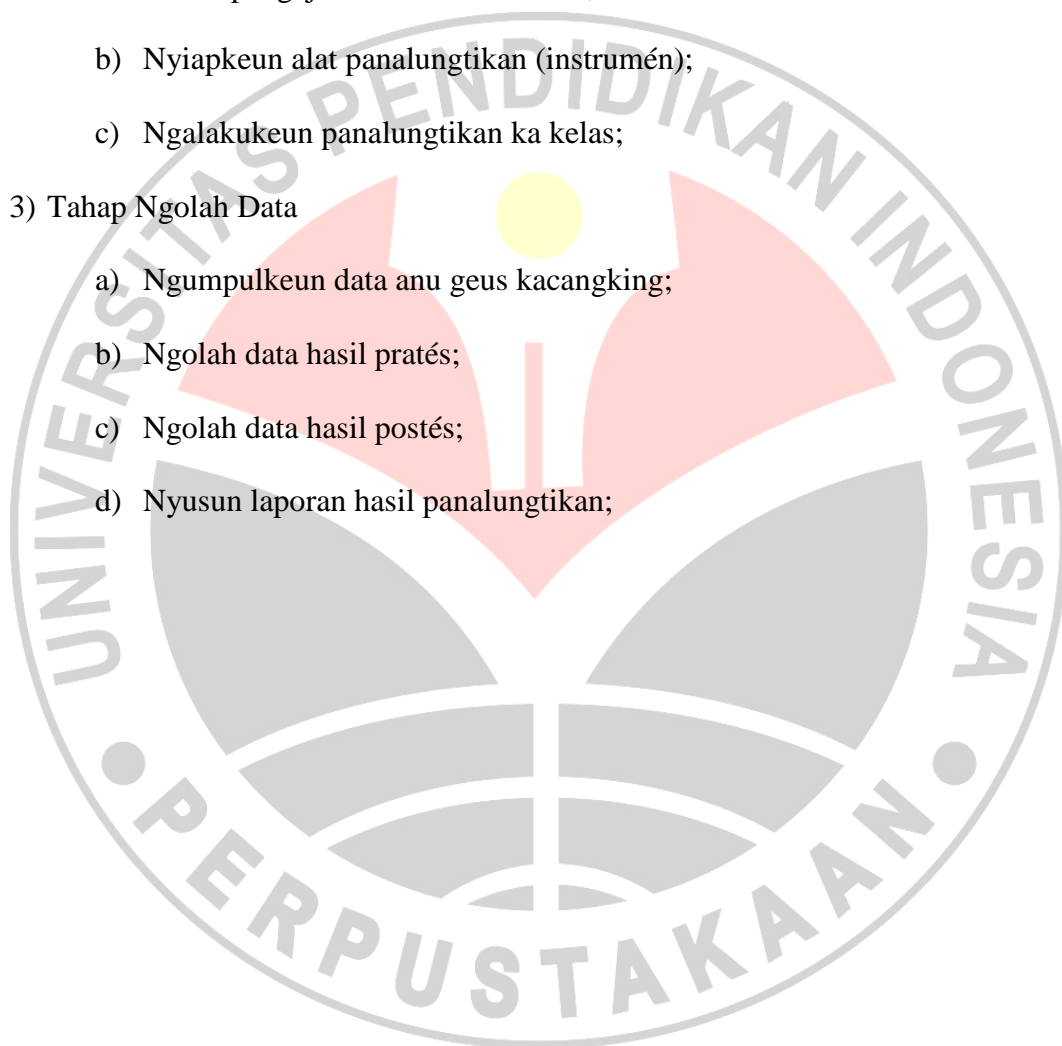 b) Nyiapkeun alat panalungtikan (instrumén);
c) Ngalakukeun panalungtikan ka kelas;
3) Tahap Ngolah Data
a) Ngumpulkeun data anu geus kacangking;
b) Ngolah data hasil pratés;
c) Ngolah data hasil postés;
d) Nyusun laporan hasil panalungtikan;
UNIVERSITAS PENDIDIKAN INDONESIA
PERPUSTAKAAN